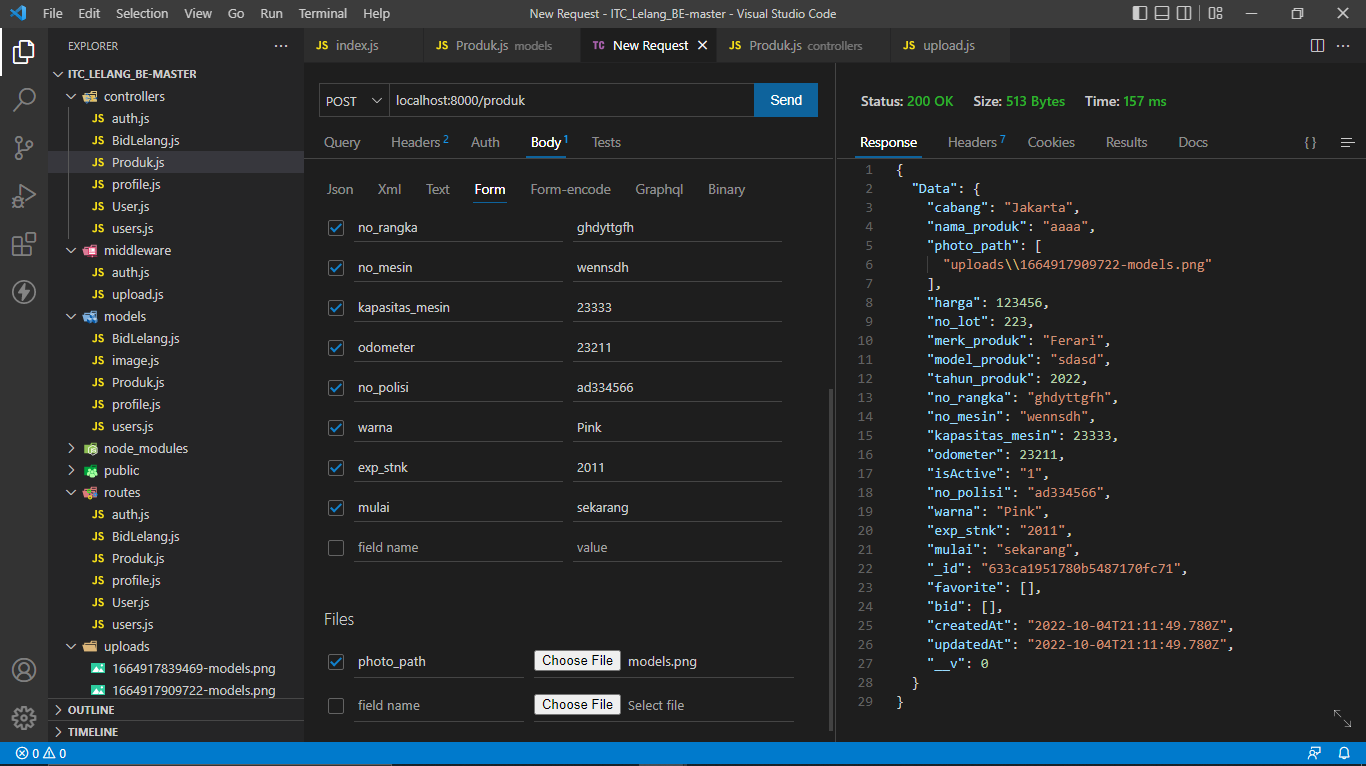 File Edit Selection View Go Run Terminal Help New Request - ITC_Lelang_BE-master - Visual Studio Code
EXPLORER
ITC_LELANG_BE-MASTER
controllers
JS auth.js
JS BidLelang.js
JS Produk.js
JS profile.js
JS User.js
JS users.js
middleware
JS auth.js
JS upload.js
models
JS BidLelang.js
JS image.js
JS Produk.js
JS profile.js
JS users.js
node_modules
public
routes
JS auth.js
JS BidLelang.js
JS Produk.js
JS profile.js
JS User.js
JS users.js
uploads
1664917839469-models.png
1664917909722-models.png
OUTLINE
TIMELINE
JS index.js JS Produk.js models TC New Request JS Produk.js controllers JS upload.js
POST localhost:8000/produk Send
Query Headers 2 Auth Body 1 Tests
Json Xml Text Form Form-encode Graphql Binary
no_rangka ghdyttgfh
no_mesin wennsdh
kapasitas_mesin 23333
odometer 23211
no_polisi ad334566
warna Pink
exp_stnk 2011
mulai sekarang
field name value
Files
photo_path Choose File models.png
field name Choose File Select file
Status: 200 OK Size: 513 Bytes Time: 157 ms
Response Headers 7 Cookies Results Docs {}
1 {
2 "Data": {
3 "cabang": "Jakarta",
4 "nama_produk": "aaaa",
5 "photo_path": [
6 "uploads\\1664917909722-models.png"
7 ],
8 "harga": 123456,
9 "no_lot": 223,
10 "merk_produk": "Ferari",
11 "model_produk": "sdasd",
12 "tahun_produk": 2022,
13 "no_rangka": "ghdyttgfh",
14 "no_mesin": "wennsdh",
15 "kapasitas_mesin": 23333,
16 "odometer": 23211,
17 "isActive": "1",
18 "no_polisi": "ad334566",
19 "warna": "Pink",
20 "exp_stnk": "2011",
21 "mulai": "sekarang",
22 "_id": "633ca1951780b5487170fc71",
23 "favorite": [],
24 "bid": [],
25 "createdAt": "2022-10-04T21:11:49.780Z",
26 "updatedAt": "2022-10-04T21:11:49.780Z",
27 "__v": 0
28 }
29 }
0 0